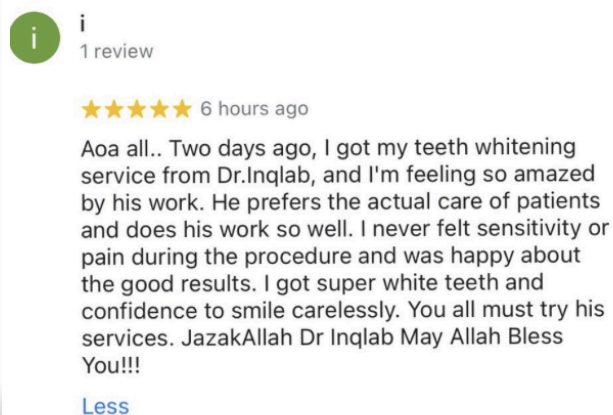 i
i
1 review
6 hours ago
Aoa all.. Two days ago, I got my teeth whitening
service from Dr.Inqlab, and I'm feeling so amazed
by his work. He prefers the actual care of patients
and does his work so well. I never felt sensitivity or
pain during the procedure and was happy about
the good results. I got super white teeth and
confidence to smile carelessly. You all must try his
services. JazakAllah Dr Inqlab May Allah Bless
You!!!
Less